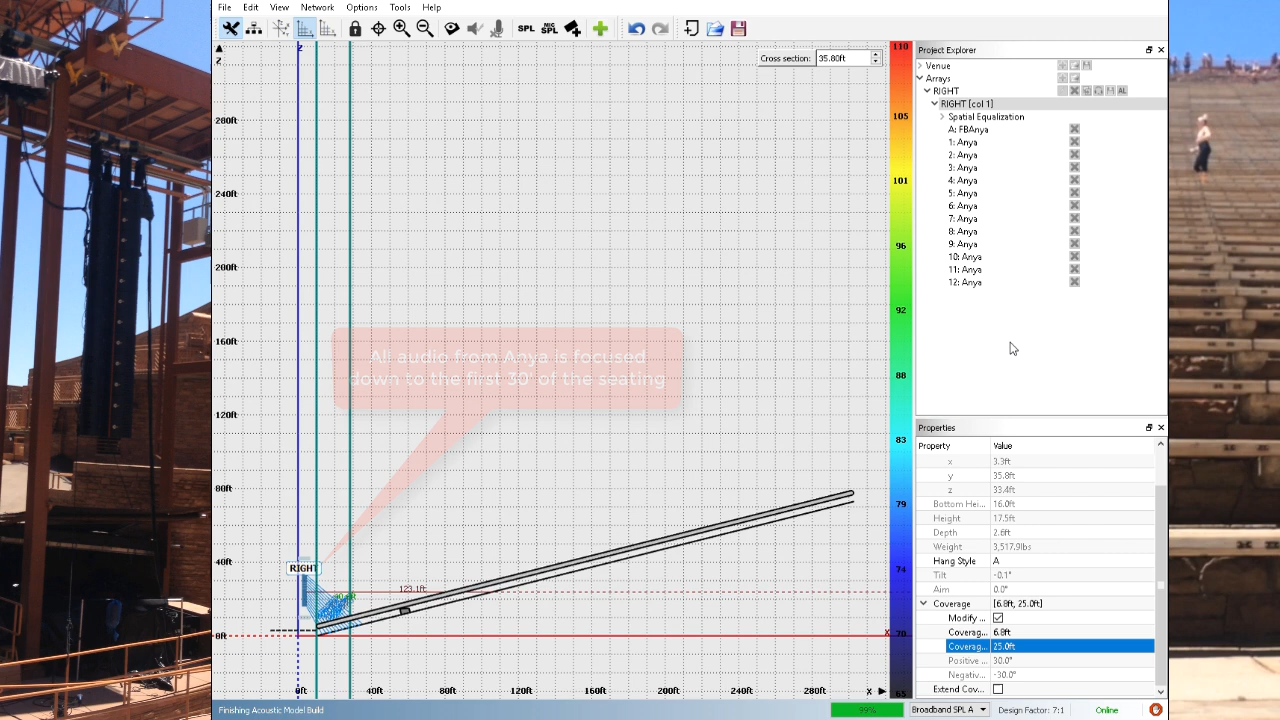 File Edit View Network Options Tools Help
SPL MIC SPL
Z
Z
Cross section: 35.80ft
280ft
240ft
200ft
160ft
120ft
80ft
40ft
0ft
All audio from Anya is focused
down to the first 30' of the seating
RIGHT
123.1ft
X
0ft 40ft 80ft 120ft 160ft 200ft 240ft 280ft X
110
105
101
96
92
88
83
79
74
70
65
Project Explorer
Venue
Arrays
RIGHT AL
RIGHT [col 1]
Spatial Equalization
A: FBAnya
1: Anya
2: Anya
3: Anya
4: Anya
5: Anya
6: Anya
7: Anya
8: Anya
9: Anya
10: Anya
11: Anya
12: Anya
Properties
Property Value
x 3.3ft
y 35.8ft
z 33.4ft
Bottom Hei... 16.0ft
Height 17.5ft
Depth 2.6ft
Weight 3,517.9lbs
Hang Style A
Tilt -0.1°
Aim 0.0°
Coverage [6.8ft, 25.0ft]
Modify ...
Coverag... 6.8ft
Coverag... 25.0ft
Positive ... 30.0°
Negativ... -30.0°
Extend Cov...
Finishing Acoustic Model Build 99% Broadband SPL A Design Factor: 7:1 Online